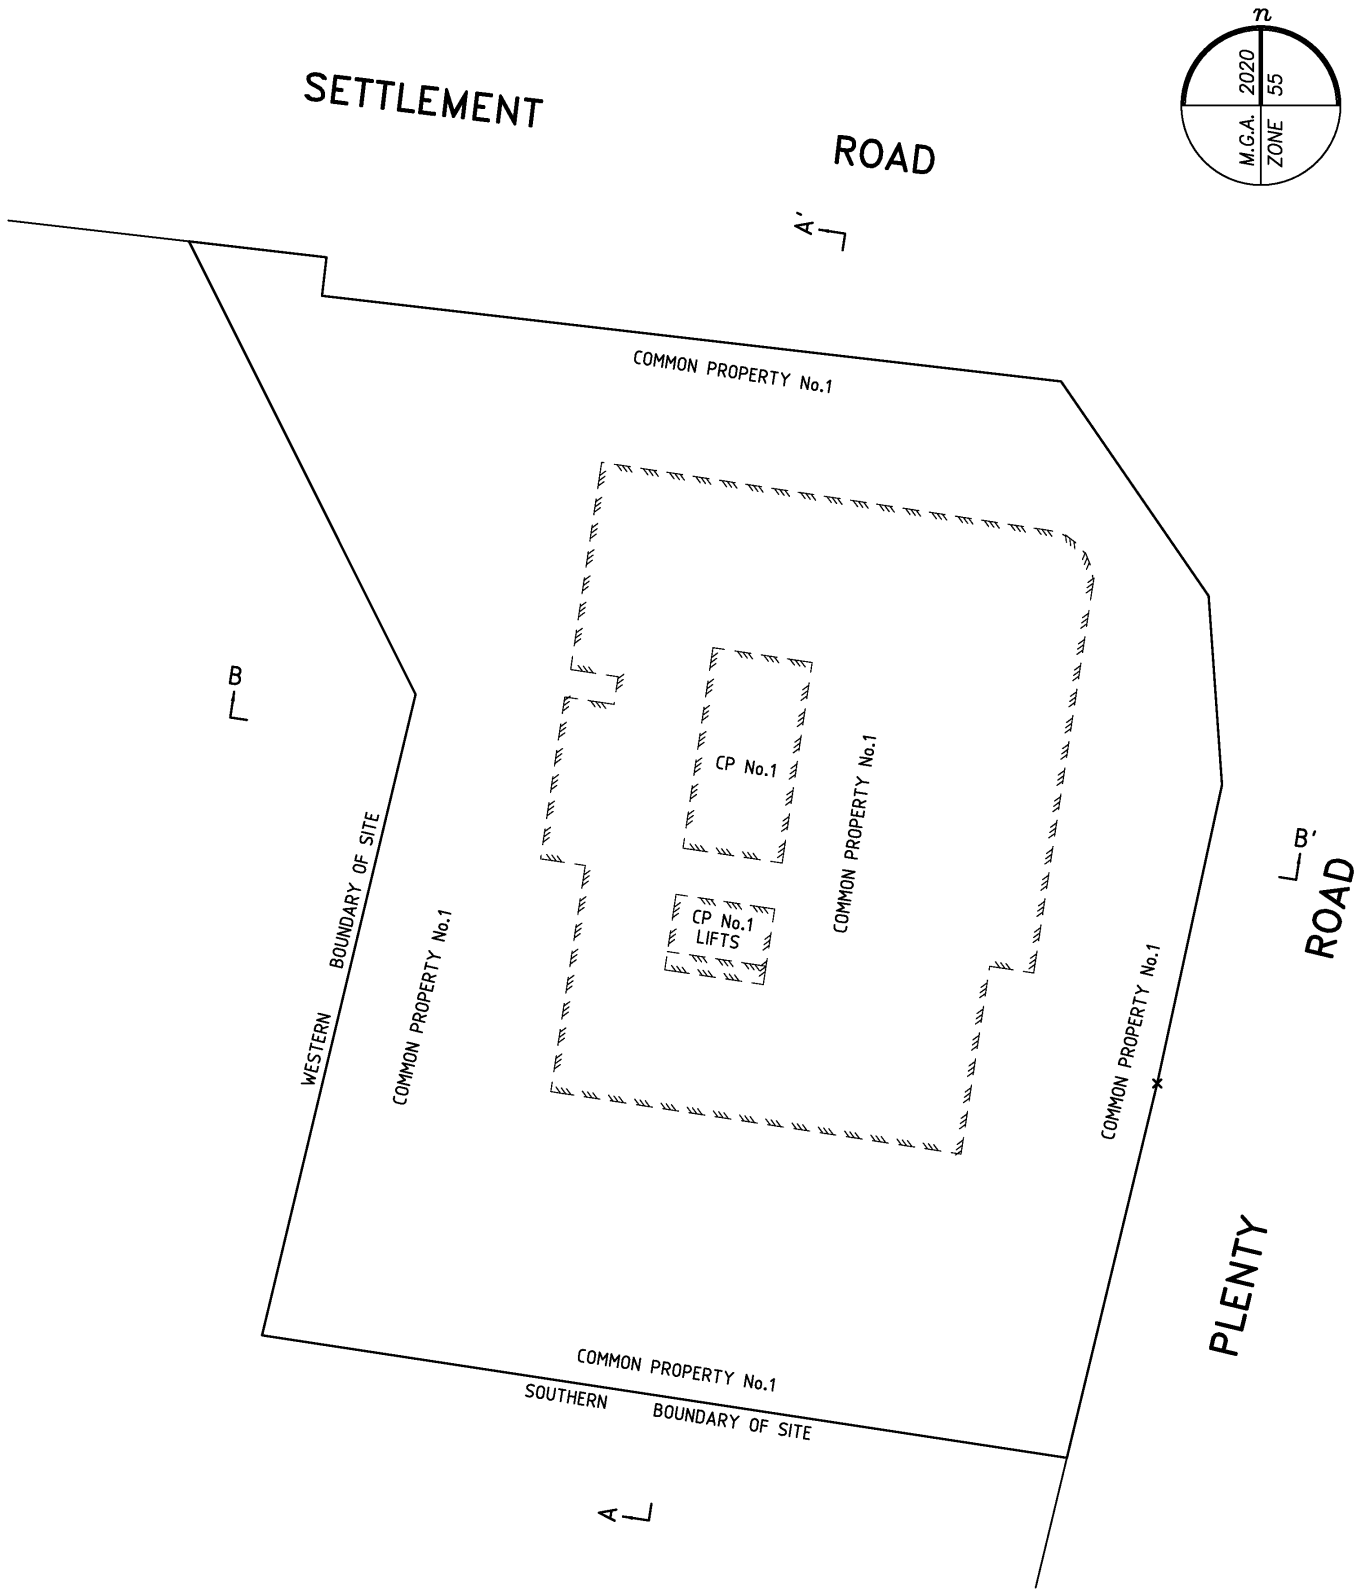 n
M.G.A. 2020
ZONE 55
SETTLEMENT ROAD
A'
COMMON PROPERTY No.1
B
CP No.1
COMMON PROPERTY No.1
B'
WESTERN BOUNDARY OF SITE
COMMON PROPERTY No.1
CP No.1
LIFTS
COMMON PROPERTY No.1
PLENTY ROAD
COMMON PROPERTY No.1
SOUTHERN BOUNDARY OF SITE
A